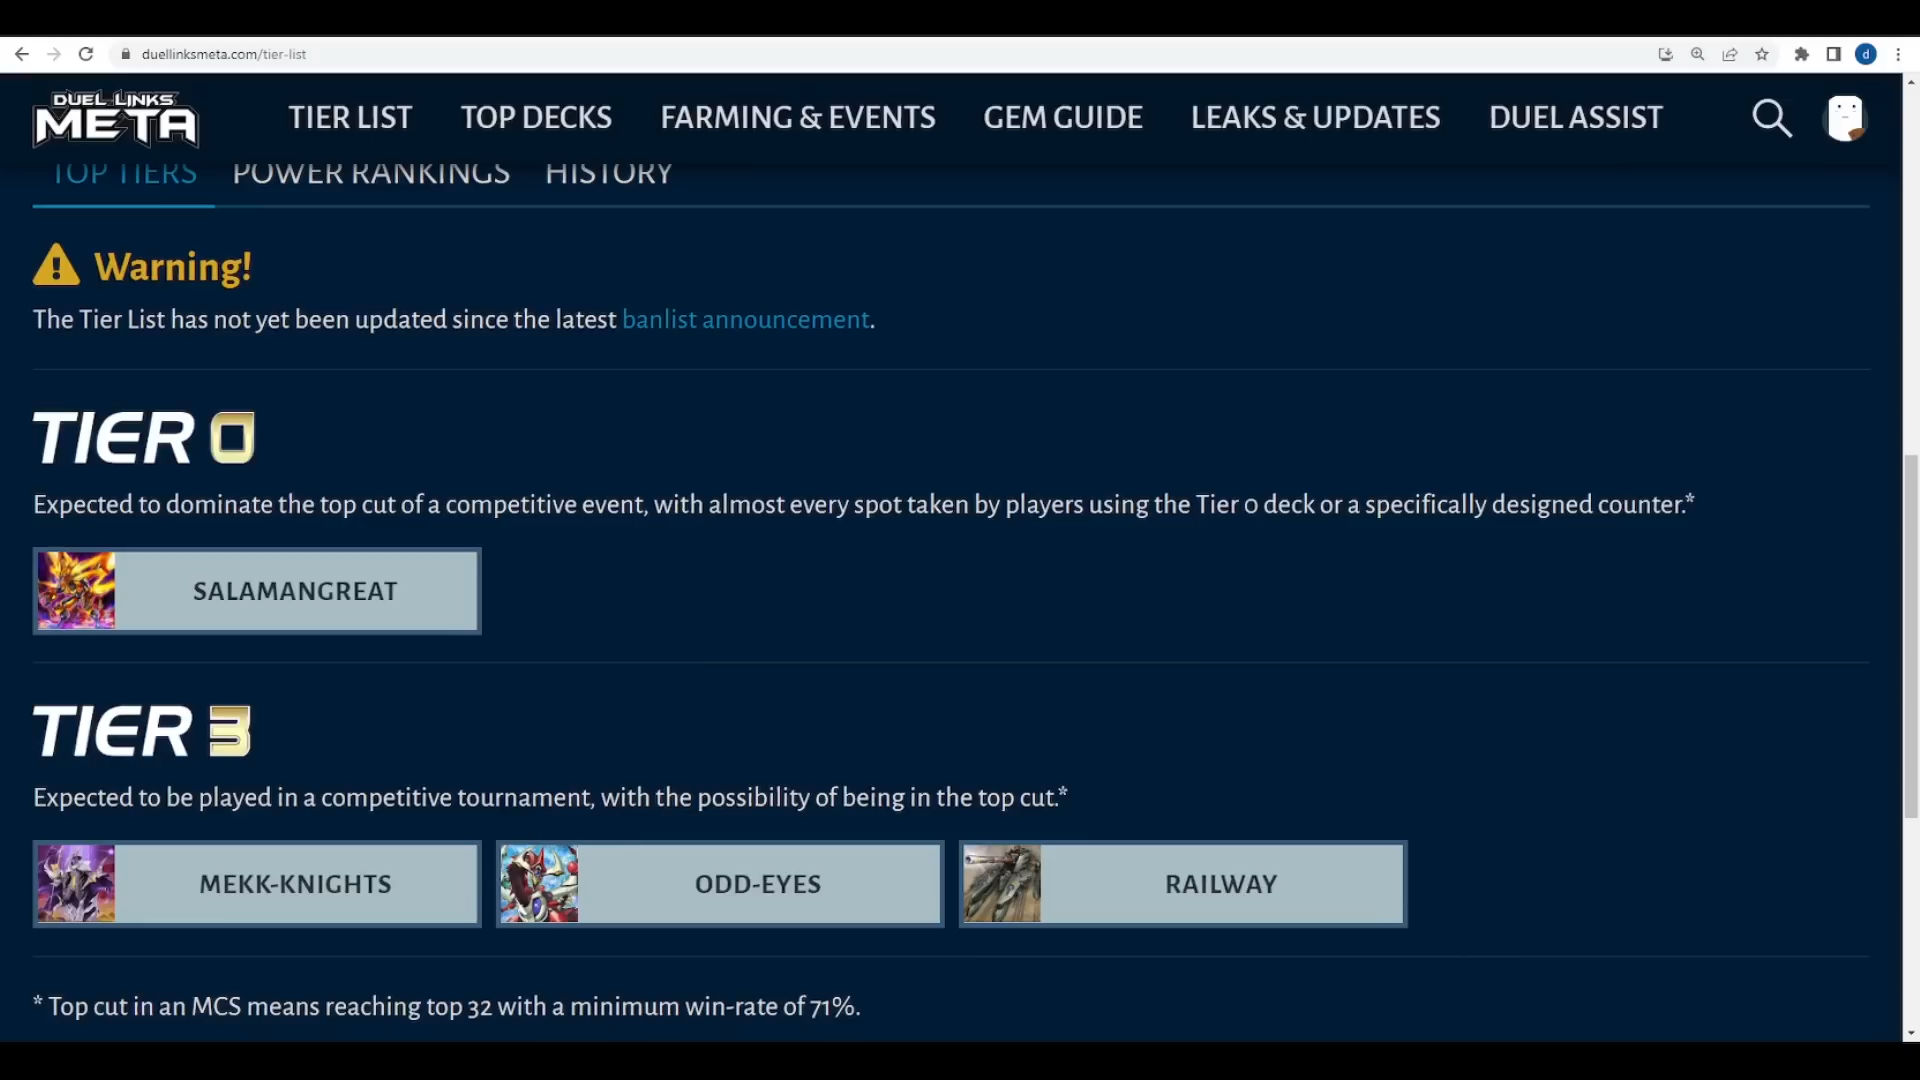 duellinksmeta.com/tier-list
d
DUEL LINKS
META
TIER LIST
TOP DECKS
FARMING & EVENTS
GEM GUIDE
LEAKS & UPDATES
DUEL ASSIST
TOP TIERS
POWER RANKINGS
HISTORY
Warning!
The Tier List has not yet been updated since the latest banlist announcement.
TIER 0
Expected to dominate the top cut of a competitive event, with almost every spot taken by players using the Tier 0 deck or a specifically designed counter.*
SALAMANGREAT
TIER 3
Expected to be played in a competitive tournament, with the possibility of being in the top cut.*
MEKK-KNIGHTS
ODD-EYES
RAILWAY
* Top cut in an MCS means reaching top 32 with a minimum win-rate of 71%.